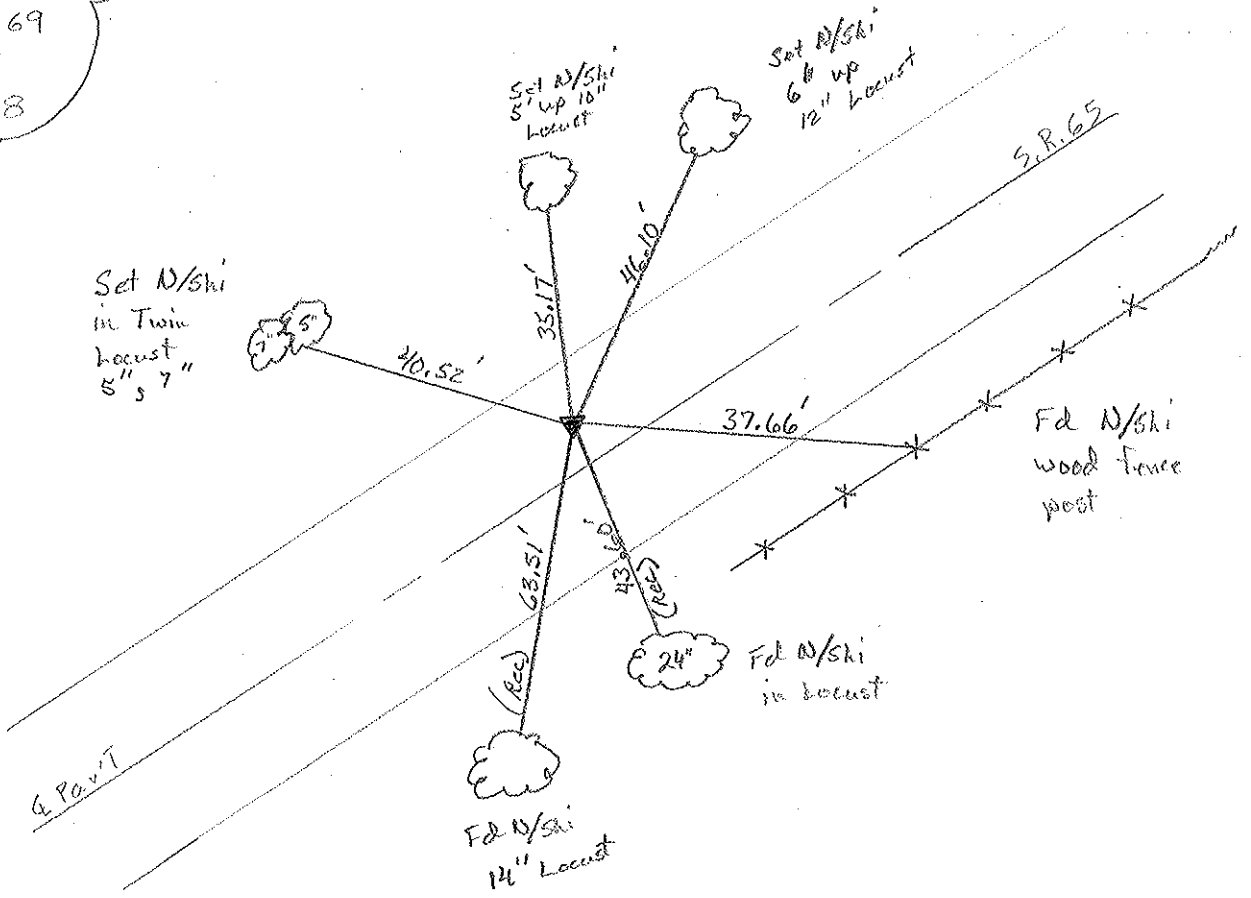 69
8
Set N/Shi
5' up 10"
Locust
Set N/Shi
6" up
12" Locust
S.R. 65
Set N/Shi
in Twin
Locust
5" , 7"
7"
5"
35.17'
46.10'
40.52'
37.66'
Fd N/Shi
wood fence
post
63.51'
(Rec)
43.60'
(Rec)
24"
Fd N/Shi
in Locust
℄ Pav'T
Fd N/Shi
14" Locust